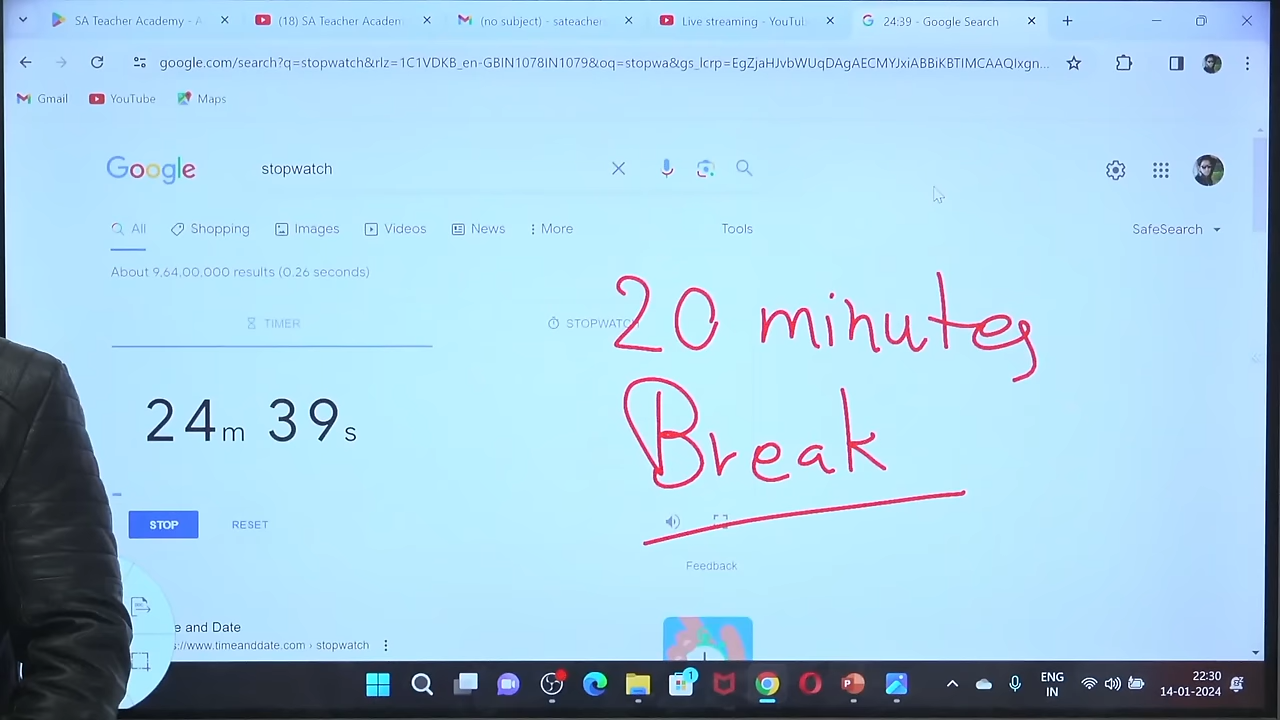 SA Teacher Academy - A
(18) SA Teacher Academ
(no subject) - sateacher
Live streaming - YouTu
24:39 - Google Search
google.com/search?q=stopwatch&rlz=1C1VDKB_en-GBIN1078IN1079&oq=stopwa&gs_lcrp=EgZjaHJvbWUqDAgAECMYJxiABBiKBTIMCAAQIxgn...
Gmail YouTube Maps
Google stopwatch
All Shopping Images Videos News More Tools SafeSearch
About 9,64,00,000 results (0.26 seconds)
TIMER STOPWATCH
20 minutes
Break
24m 39s
STOP RESET
Feedback
e and Date
s://www.timeanddate.com › stopwatch
ENG
IN
22:30
14-01-2024